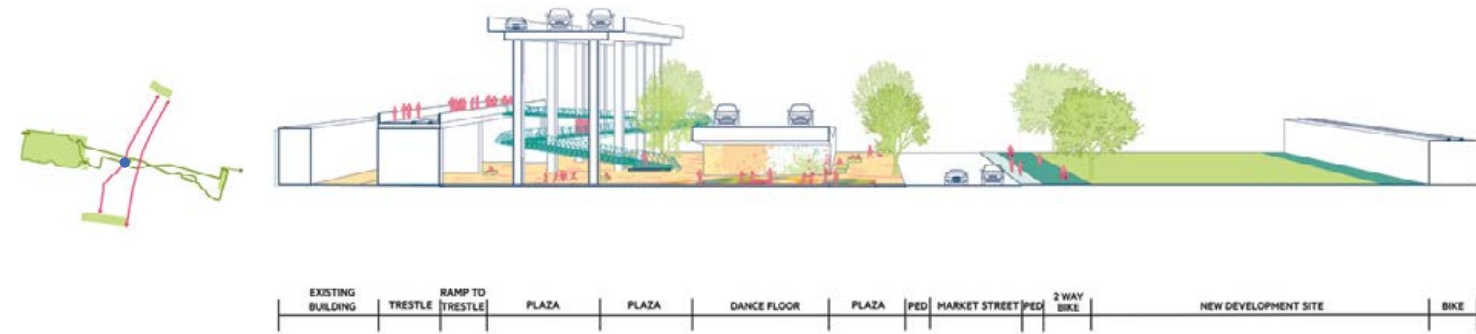 EXISTING
BUILDING
TRESTLE
RAMP TO
TRESTLE
PLAZA
PLAZA
DANCE FLOOR
PLAZA
PED
MARKET STREET
PED
2 WAY
BIKE
NEW DEVELOPMENT SITE
BIKE